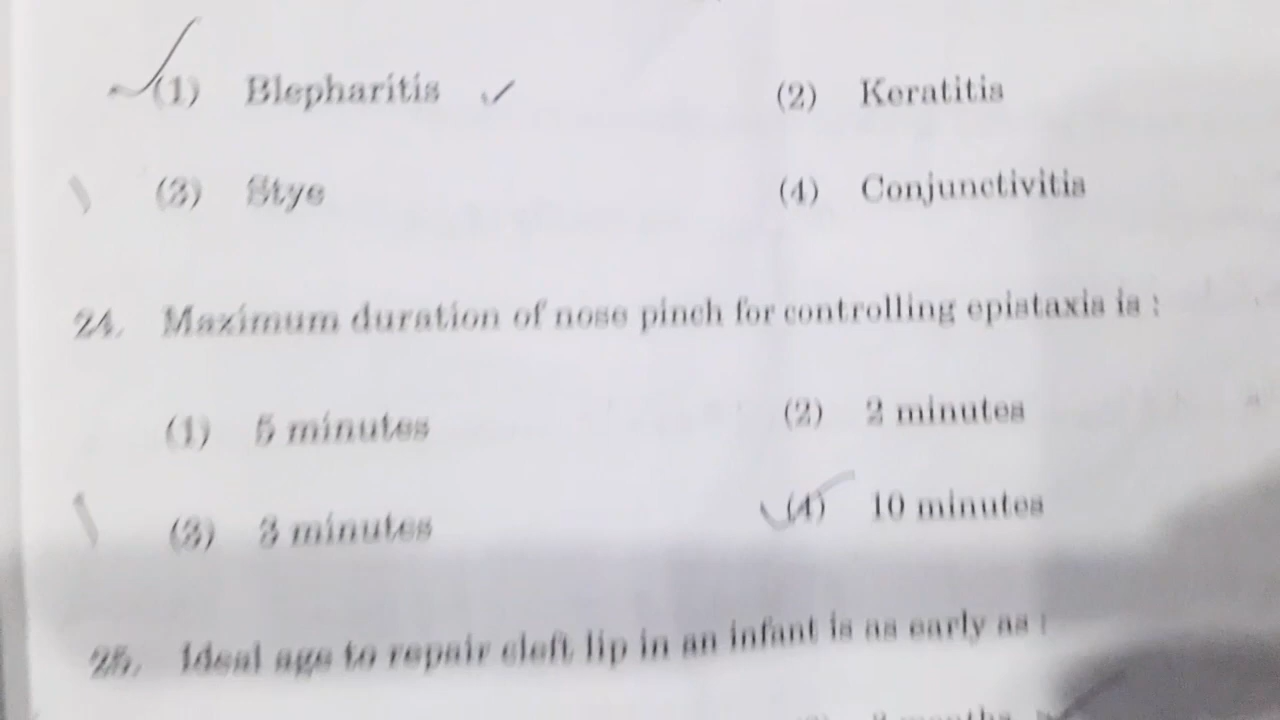 (1) Blepharitis (2) Keratitis
(3) Stye (4) Conjunctivitis
24. Maximum duration of nose pinch for controlling epistaxis is :
(1) 5 minutes (2) 2 minutes
(3) 3 minutes (4) 10 minutes
25. Ideal age to repair cleft lip in an infant is as early as :
months